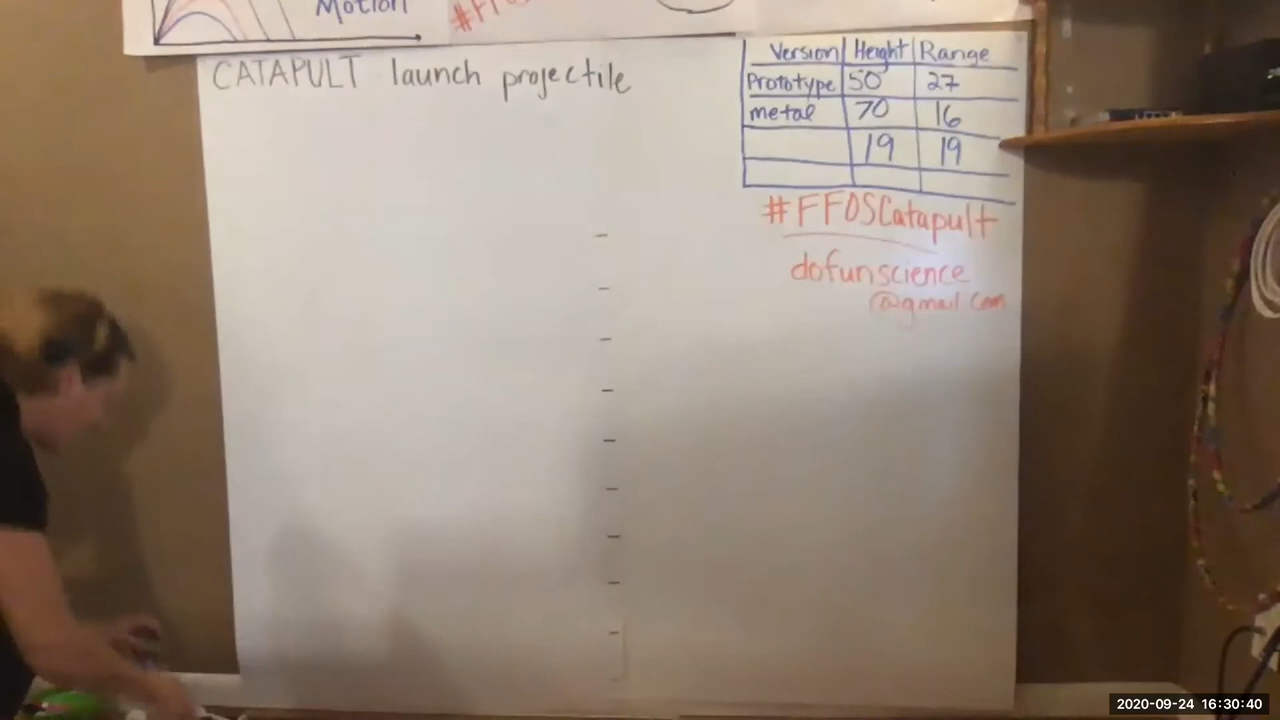 Motion
CATAPULT launch projectile
Version Height Range
Prototype 50 27
metal 70 16
19 19
#FFOSCatapult
dofunscience
@gmail com
2020-09-24 16:30:40